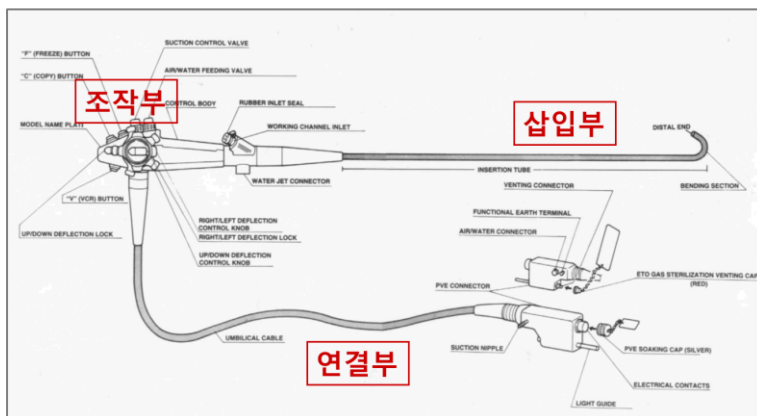 SUCTION CONTROL VALVE
"F" (FREEZE) BUTTON
AIR/WATER FEEDING VALVE
"C" (COPY) BUTTON
조작부
CONTROL BODY
RUBBER INLET SEAL
MODEL NAME PLATE
WORKING CHANNEL INLET
삽입부
DISTAL END
WATER JET CONNECTOR
INSERTION TUBE
BENDING SECTION
"V" (VCR) BUTTON
VENTING CONNECTOR
RIGHT/LEFT DEFLECTION
CONTROL KNOB
FUNCTIONAL EARTH TERMINAL
UP/DOWN DEFLECTION LOCK
RIGHT/LEFT DEFLECTION LOCK
AIR/WATER CONNECTOR
UP/DOWN DEFLECTION
CONTROL KNOB
PVE CONNECTOR
ETO GAS STERILIZATION VENTING CAP
(RED)
UMBILICAL CABLE
연결부
SUCTION NIPPLE
PVE SOAKING CAP (SILVER)
ELECTRICAL CONTACTS
LIGHT GUIDE